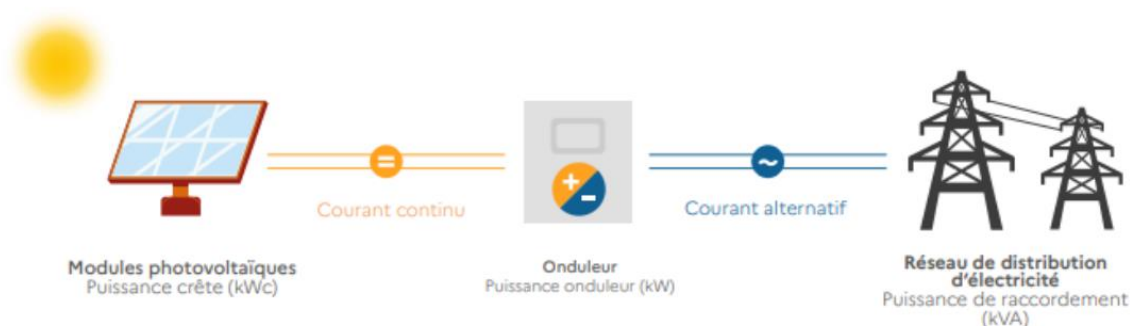 =
Courant continu
+
-
~
Courant alternatif
Modules photovoltaïques
Puissance crête (kWc)
Onduleur
Puissance onduleur (kW)
Réseau de distribution
d'électricité
Puissance de raccordement
(kVA)